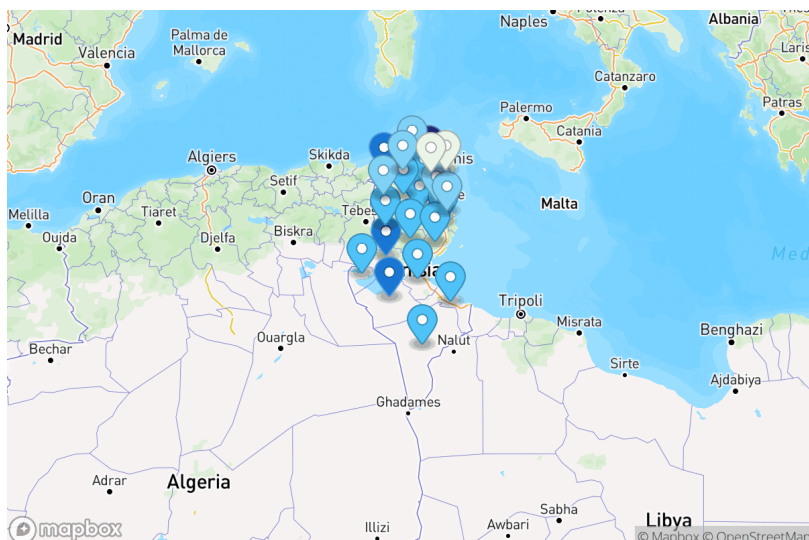 Naples
Albania
Madrid
Palma de
Mallorca
Valencia
Catanzaro
Palermo
Patras
Catania
Algiers
Skikda
Setif
Oran
Malta
Melilla
Tiaret
Oujda
Djelfa
Biskra
Tripoli
Misrata
Benghazi
Ouargla
Nalut
Bechar
Sirte
Ajdabiya
Ghadames
Adrar
Algeria
Sabha
Libya
Illizi
Awbari
mapbox
© Mapbox © OpenStreetMap